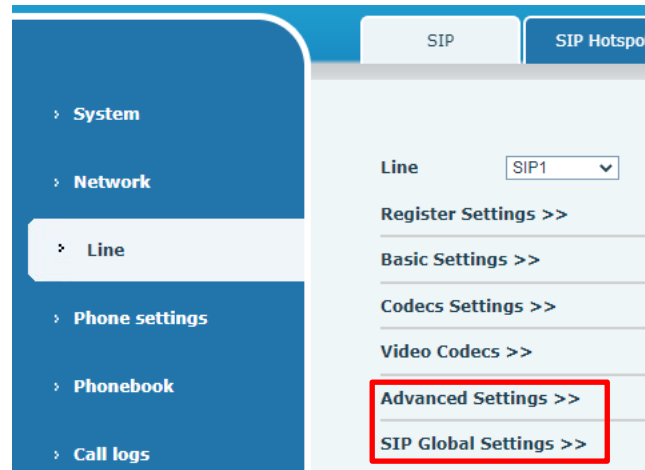 SIP
SIP Hotspo
System
Network
Line
Phone settings
Phonebook
Call logs
Line SIP1
Register Settings >>
Basic Settings >>
Codecs Settings >>
Video Codecs >>
Advanced Settings >>
SIP Global Settings >>